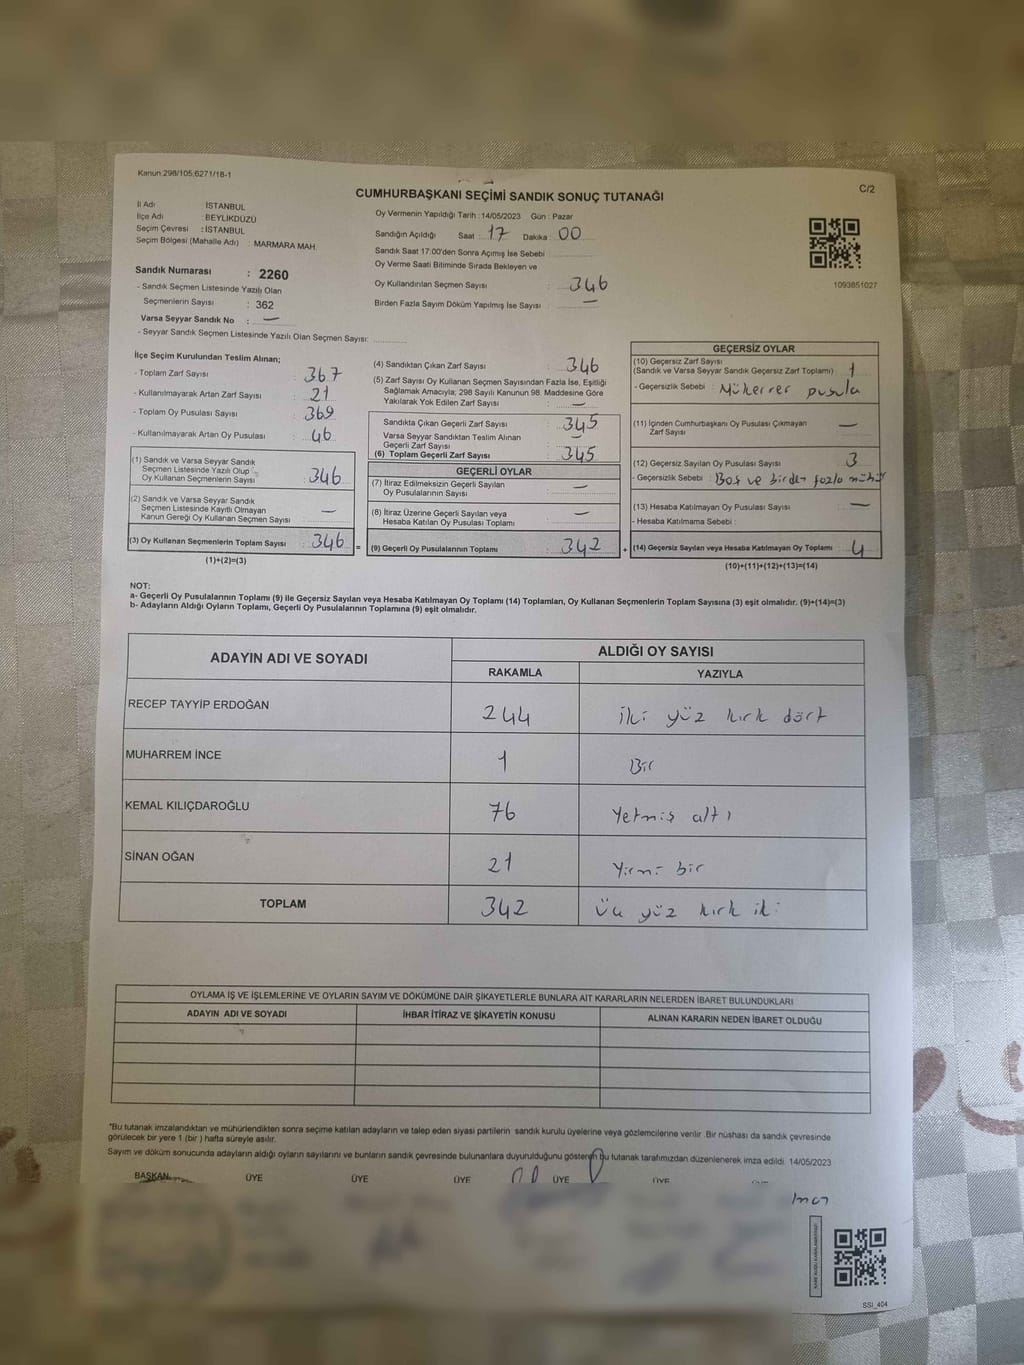 Kanun.298/105,6271/18-1
C/2
CUMHURBAŞKANI SEÇİMİ SANDIK SONUÇ TUTANAĞI
İl Adı : İSTANBUL
İlçe Adı : BEYLİKDÜZÜ
Seçim Çevresi : İSTANBUL
Seçim Bölgesi (Mahalle Adı) : MARMARA MAH.
Sandık Numarası : 2260
- Sandık Seçmen Listesinde Yazılı Olan
Seçmenlerin Sayısı : 362
Varsa Seyyar Sandık No : —
- Seyyar Sandık Seçmen Listesinde Yazılı Olan Seçmen Sayısı:
Oy Vermenin Yapıldığı Tarih : 14/05/2023 Gün : Pazar
Sandığın Açıldığı Saat : 17 Dakika : 00
Sandık Saat 17:00'den Sonra Açımış İse Sebebi :
Oy Verme Saati Bitiminde Sırada Bekleyen ve
Oy Kullandırılan Seçmen Sayısı : 346
Birden Fazla Sayım Döküm Yapılmış İse Sayısı : —
1093851027
İlçe Seçim Kurulundan Teslim Alınan;
- Toplam Zarf Sayısı : 367
- Kullanılmayarak Artan Zarf Sayısı : 21
- Toplam Oy Pusulası Sayısı : 369
- Kullanılmayarak Artan Oy Pusulası : 46
(1) Sandık ve Varsa Seyyar Sandık
Seçmen Listesinde Yazılı Olup
Oy Kullanan Seçmenlerin Sayısı : 346
(2) Sandık ve Varsa Seyyar Sandık
Seçmen Listesinde Kayıtlı Olmayan
Kanun Gereği Oy Kullanan Seçmen Sayısı : —
(3) Oy Kullanan Seçmenlerin Toplam Sayısı : 346 =
(1)+(2)=(3)
(4) Sandıktan Çıkan Zarf Sayısı : 346
(5) Zarf Sayısı Oy Kullanan Seçmen Sayısından Fazla İse, Eşitliği
Sağlamak Amacıyla; 298 Sayılı Kanunun 98. Maddesine Göre
Yakılarak Yok Edilen Zarf Sayısı : —
Sandıkta Çıkan Geçerli Zarf Sayısı : 345
Varsa Seyyar Sandıktan Teslim Alınan
Geçerli Zarf Sayısı : —
(6) Toplam Geçerli Zarf Sayısı : 345
GEÇERLİ OYLAR
(7) İtiraz Edilmeksizin Geçerli Sayılan
Oy Pusulalarının Sayısı : —
(8) İtiraz Üzerine Geçerli Sayılan veya
Hesaba Katılan Oy Pusulası Toplamı : —
(9) Geçerli Oy Pusulalarının Toplamı : 342 +
GEÇERSİZ OYLAR
(10) Geçersiz Zarf Sayısı
(Sandık ve Varsa Seyyar Sandık Geçersiz Zarf Toplamı) : 1
- Geçersizlik Sebebi : Mükerrer pusula
(11) İçinden Cumhurbaşkanı Oy Pusulası Çıkmayan
Zarf Sayısı : —
(12) Geçersiz Sayılan Oy Pusulası Sayısı : 3
- Geçersizlik Sebebi : Boş ve birden fazla mühür
(13) Hesaba Katılmayan Oy Pusulası Sayısı : —
- Hesaba Katılmama Sebebi :
(14) Geçersiz Sayılan veya Hesaba Katılmayan Oy Toplamı : 4
(10)+(11)+(12)+(13)=(14)
NOT:
a- Geçerli Oy Pusulalarının Toplamı (9) ile Geçersiz Sayılan veya Hesaba Katılmayan Oy Toplamı (14) Toplamları, Oy Kullanan Seçmenlerin Toplam Sayısına (3) eşit olmalıdır. (9)+(14)=(3)
b- Adayların Aldığı Oyların Toplamı, Geçerli Oy Pusulalarının Toplamına (9) eşit olmalıdır.
ADAYIN ADI VE SOYADI
ALDIĞI OY SAYISI
RAKAMLA YAZIYLA
RECEP TAYYİP ERDOĞAN 244 iki yüz kırk dört
MUHARREM İNCE 1 Bir
KEMAL KILIÇDAROĞLU 76 Yetmiş altı
SİNAN OĞAN 21 Yirmi bir
TOPLAM 342 Üç yüz kırk iki
OYLAMA İŞ VE İŞLEMLERİNE VE OYLARIN SAYIM VE DÖKÜMÜNE DAİR ŞİKAYETLERLE BUNLARA AİT KARARLARIN NELERDEN İBARET BULUNDUKLARI
ADAYIN ADI VE SOYADI İHBAR İTİRAZ VE ŞİKAYETİN KONUSU ALINAN KARARIN NEDEN İBARET OLDUĞU
*Bu tutanak imzalandıktan ve mühürlendikten sonra seçime katılan adayların ve talep eden siyasi partilerin sandık kurulu üyelerine veya gözlemcilerine verilir. Bir nüshası da sandık çevresinde
görülecek bir yere 1 (bir) hafta süreyle asılır.
Sayım ve döküm sonucunda adayların aldığı oyların sayılarını ve bunların sandık çevresinde bulunanlara duyurulduğunu gösteren bu tutanak tarafımızdan düzenlenerek imza edildi. 14/05/2023
BAŞKAN ÜYE ÜYE ÜYE ÜYE ÜYE
SSI_404